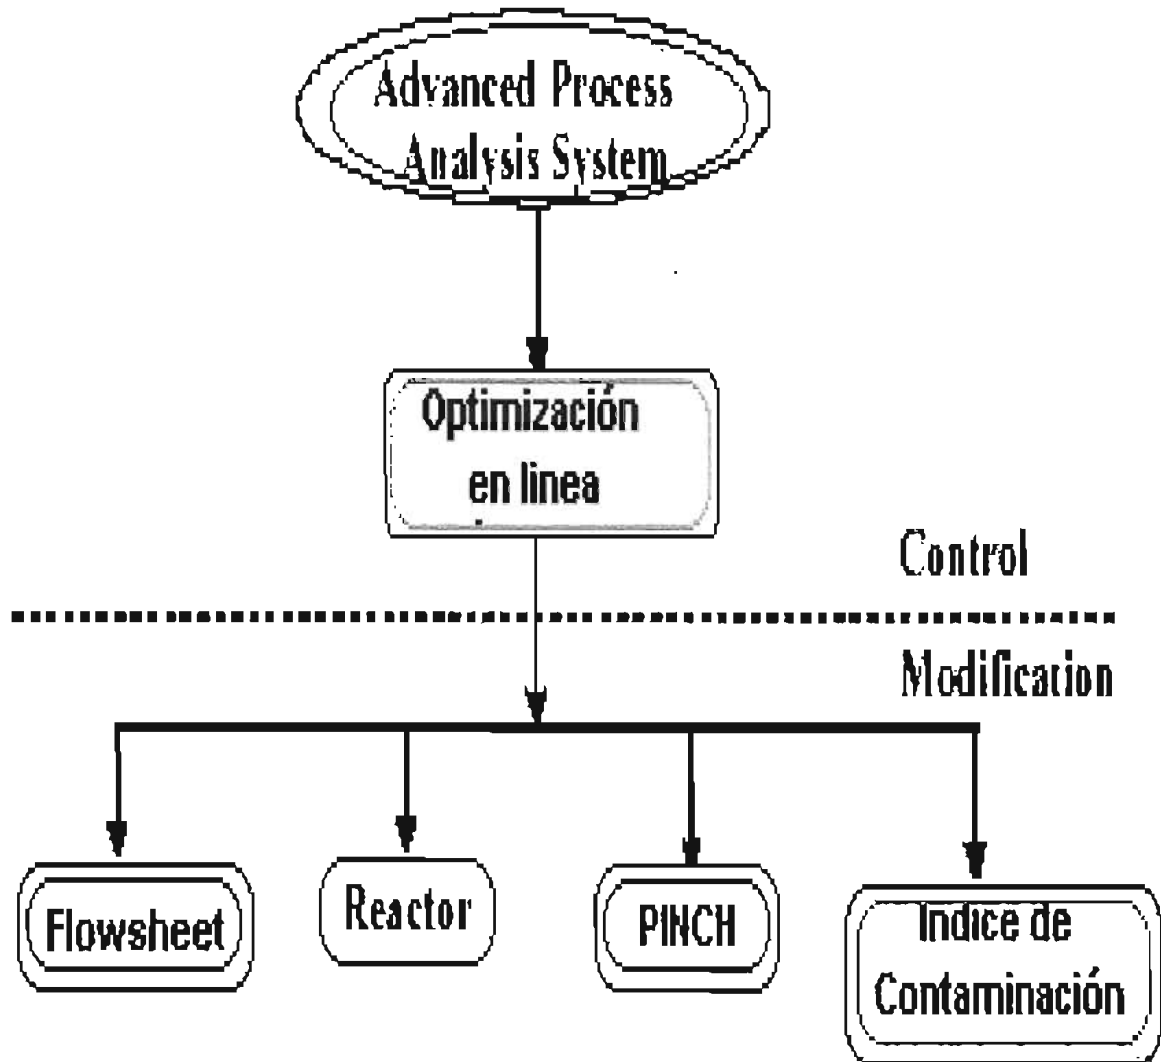 Advanced Process
Analysis System
Optimización
en linea
Control
Modification
Flowsheet
Reactor
PINCH
Indice de
Contaminación